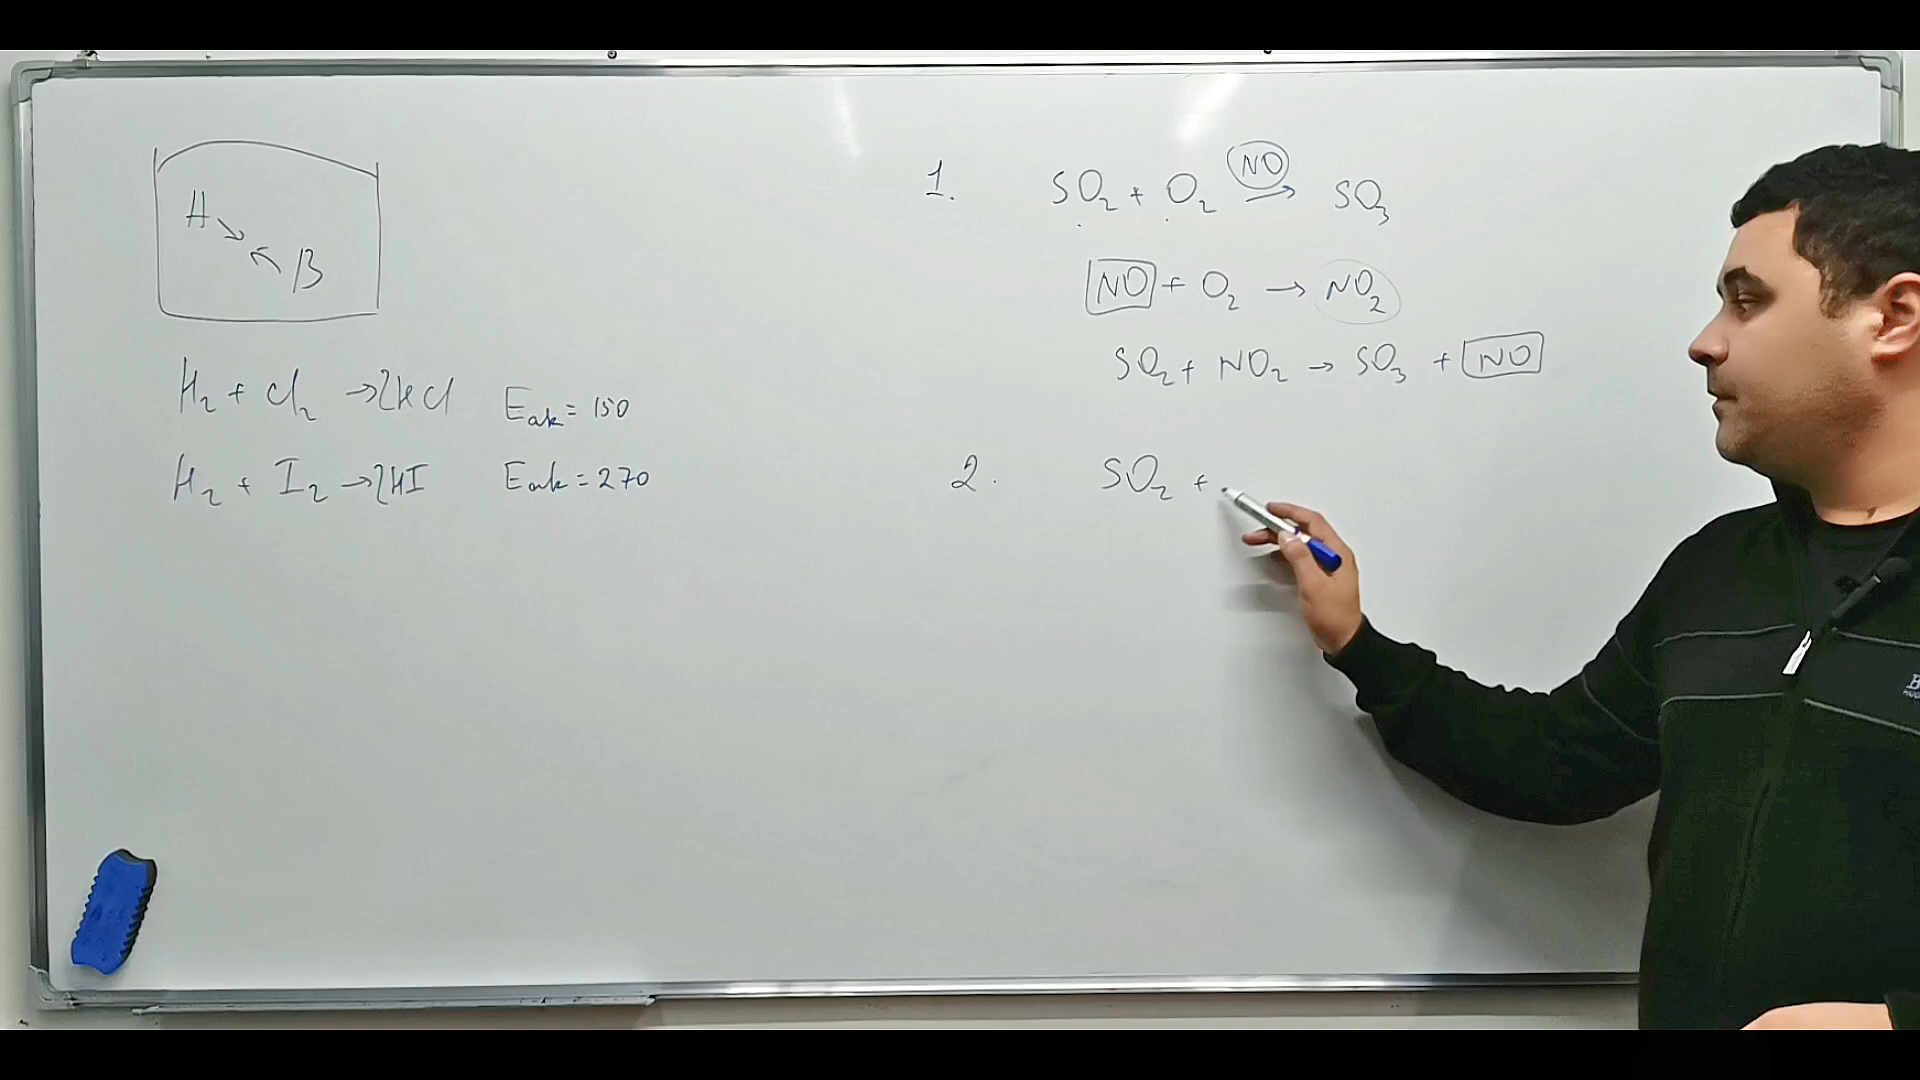 A
B
H₂ + Cl₂ → 2HCl Eak = 150
H₂ + I₂ → 2HI Eak = 270
1. SO₂ + O₂ NO → SO₃
NO + O₂ → NO₂
SO₂ + NO₂ → SO₃ + NO
2. SO₂ +